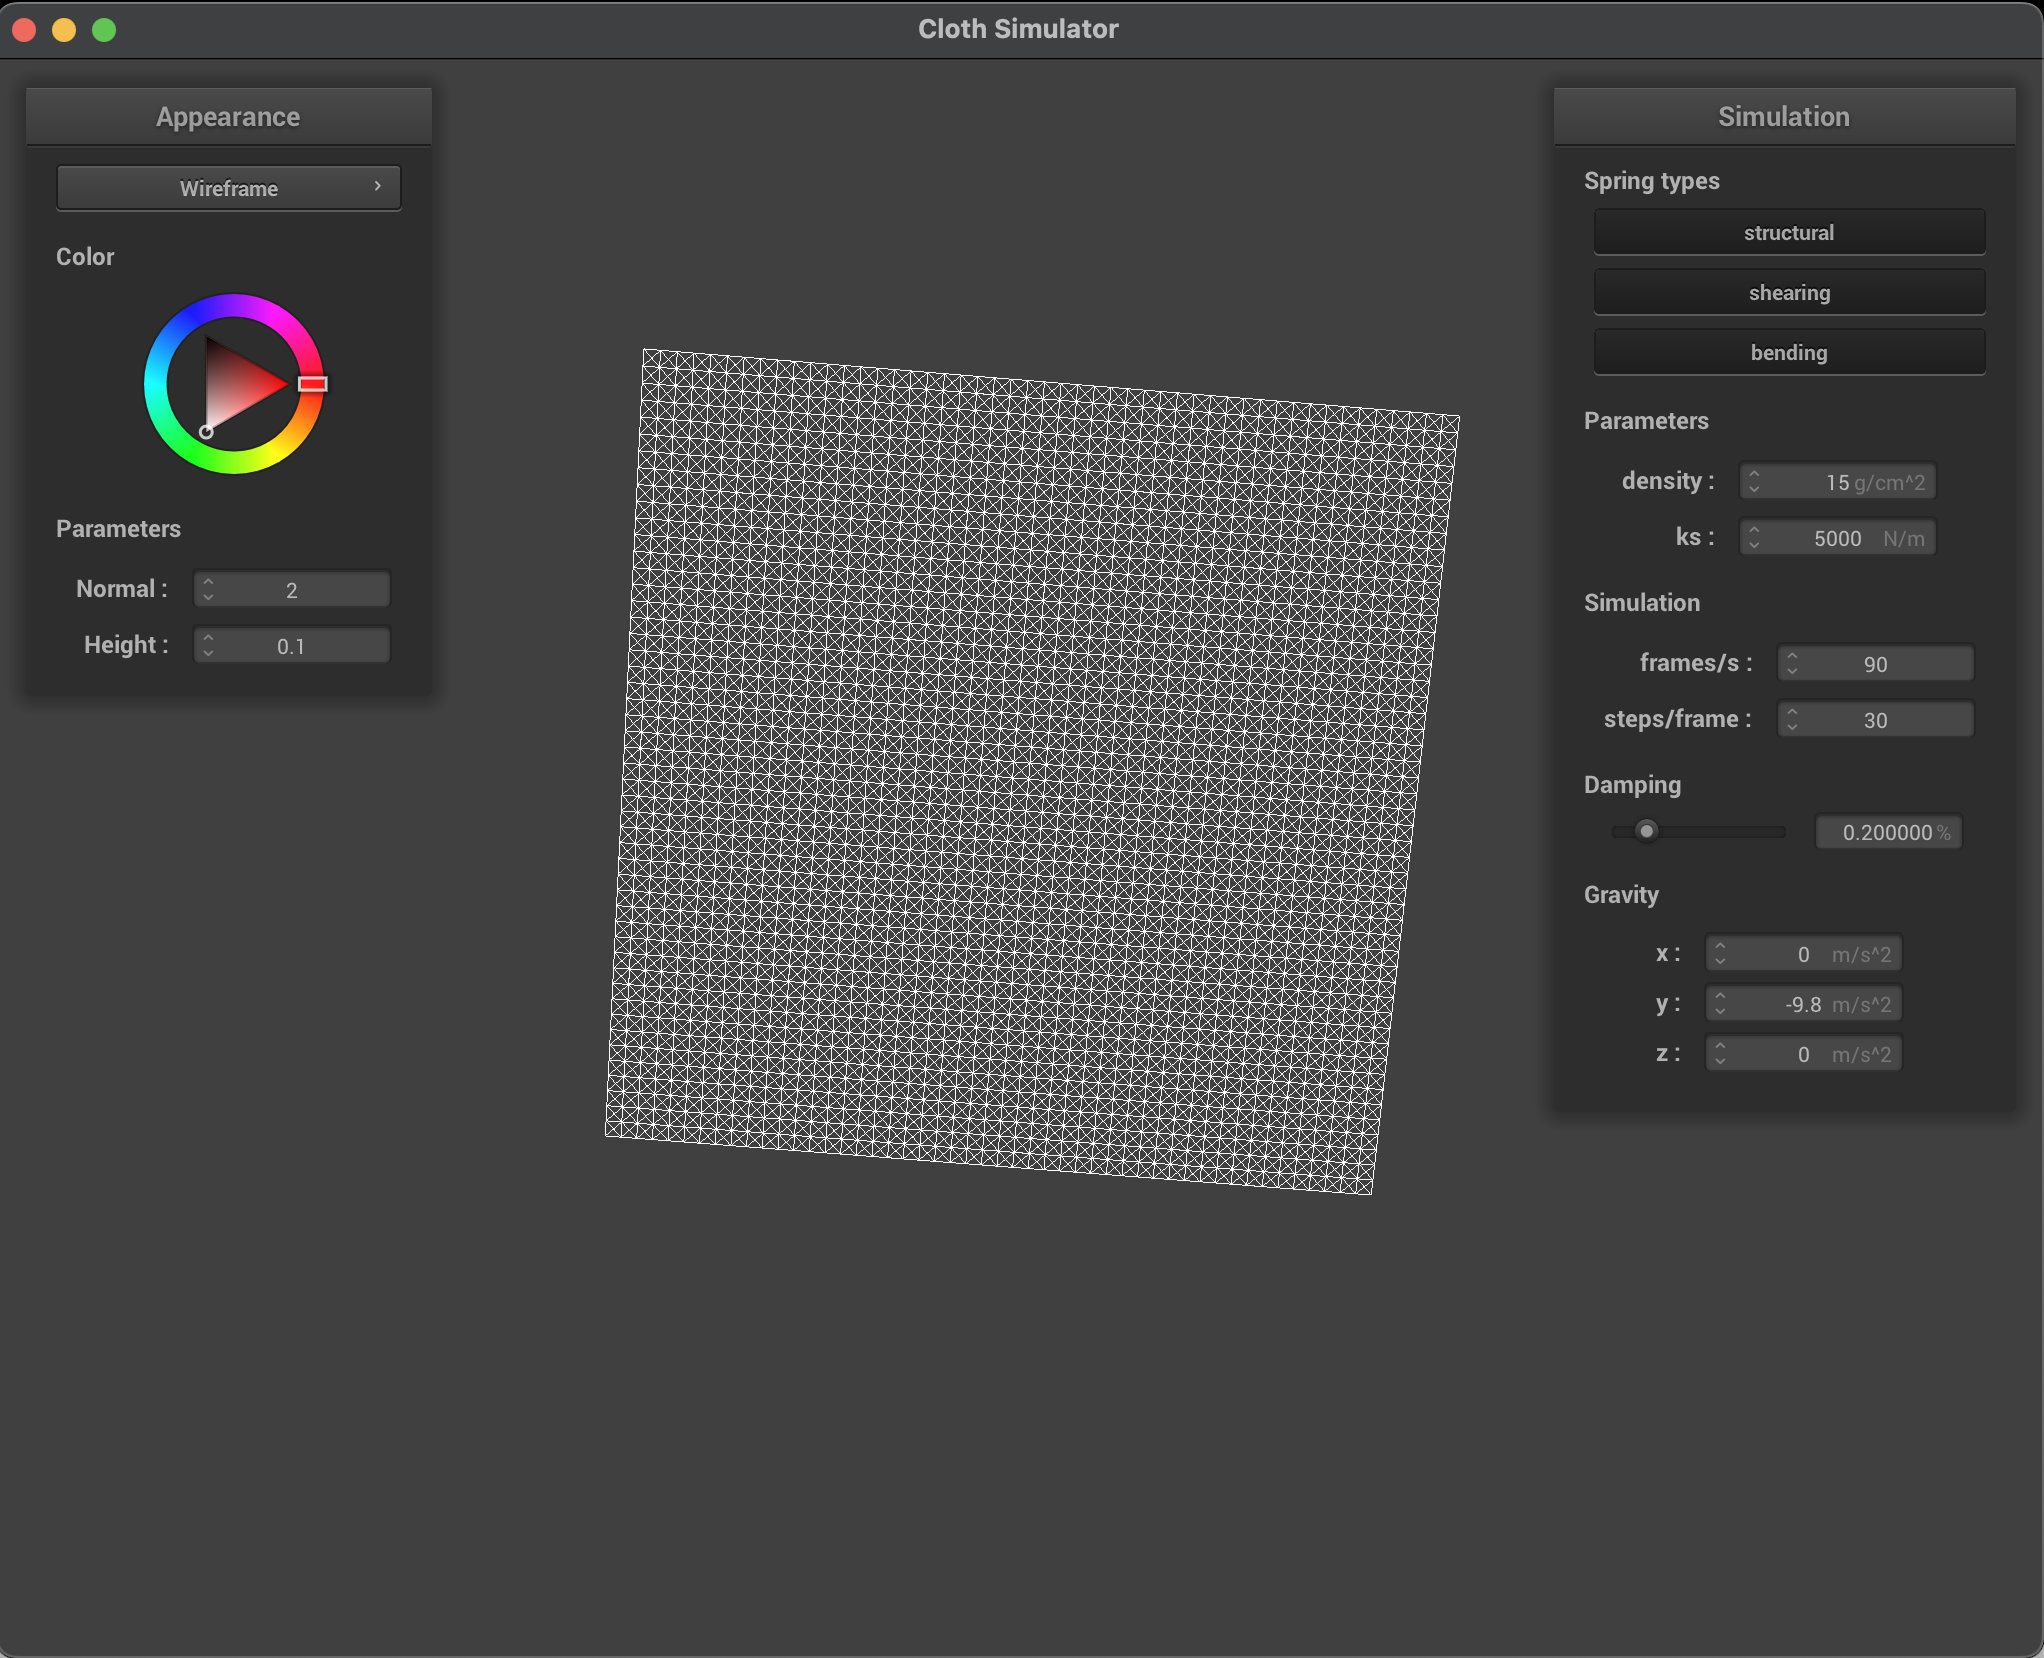 Cloth Simulator
Appearance
Wireframe
Color
Parameters
Normal : 2
Height : 0.1
Simulation
Spring types
structural
shearing
bending
Parameters
density : 15 g/cm^2
ks : 5000 N/m
Simulation
frames/s : 90
steps/frame : 30
Damping
0.200000 %
Gravity
x : 0 m/s^2
y : -9.8 m/s^2
z : 0 m/s^2